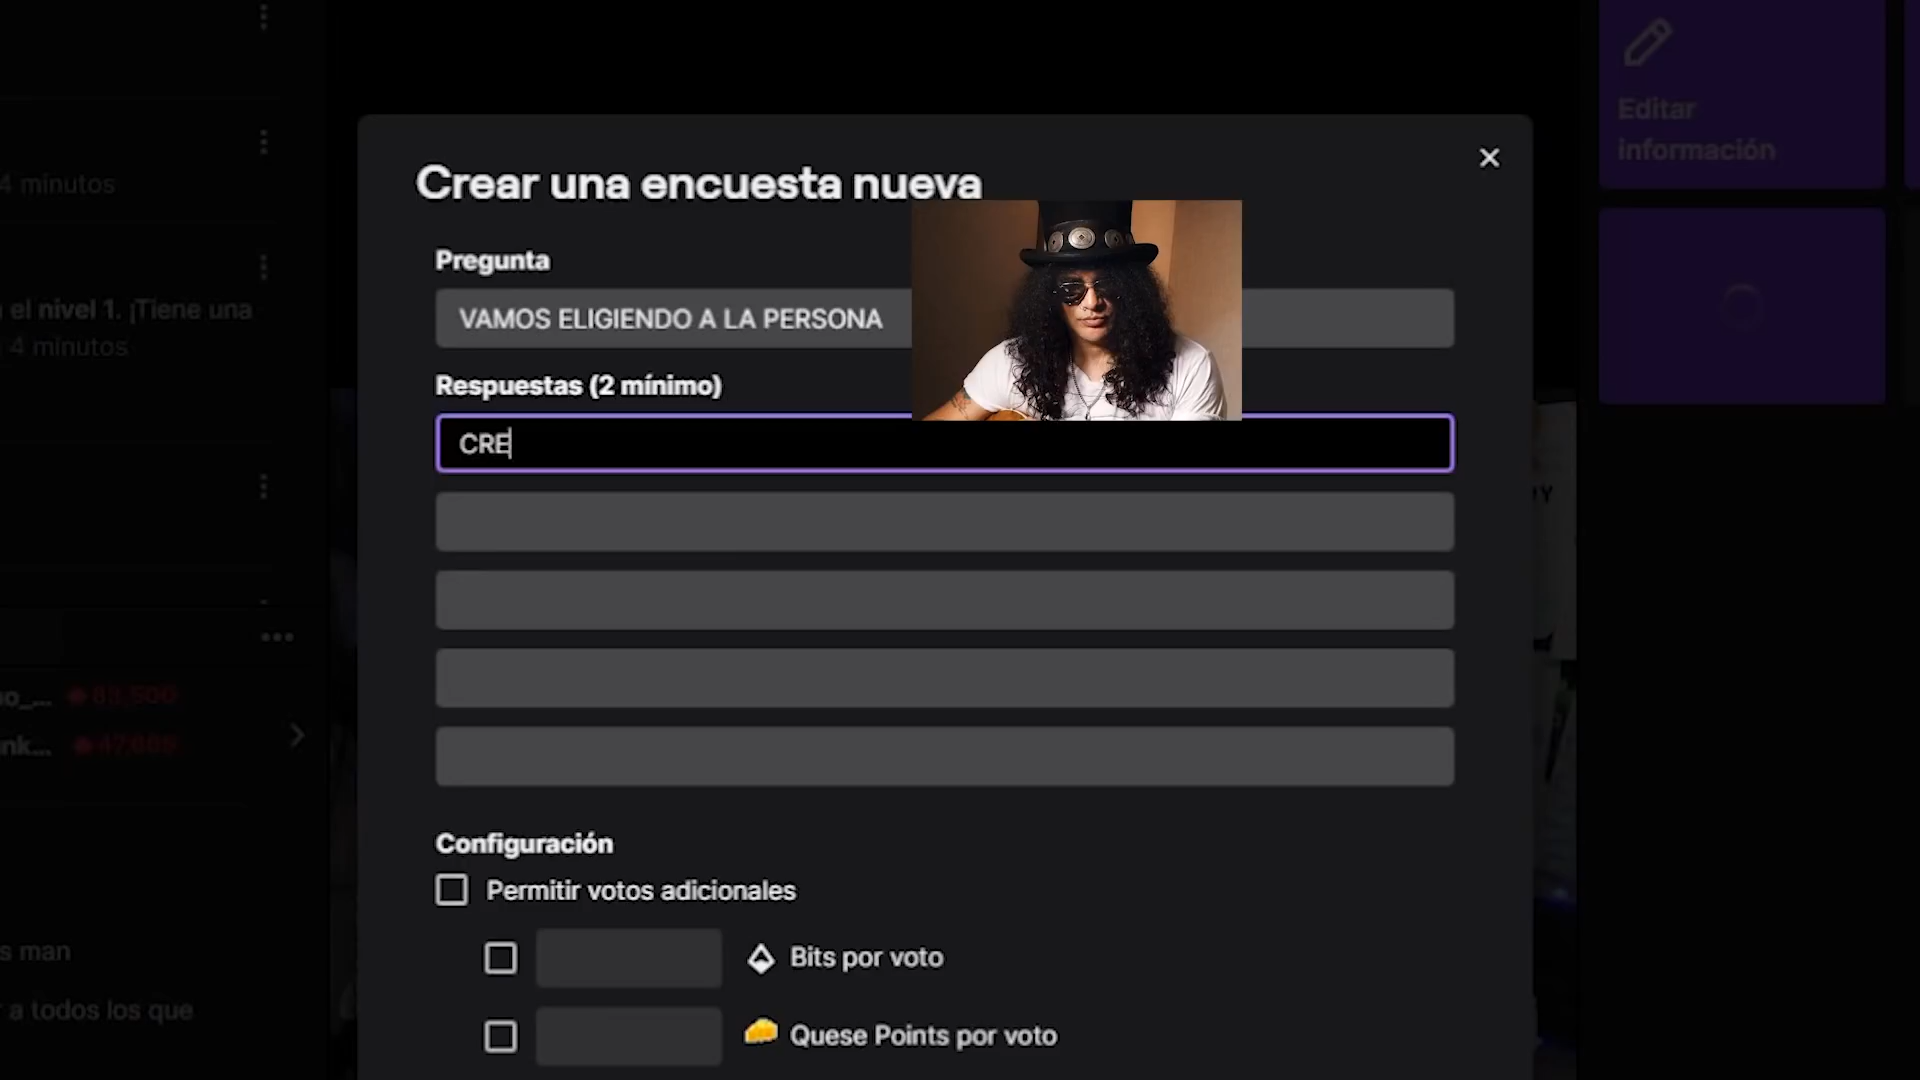 Editar
información
4 minutos
Crear una encuesta nueva
Pregunta
VAMOS ELIGIENDO A LA PERSONA
el nivel 1. ¡Tiene una
4 minutos
Respuestas (2 mínimo)
CRE
83,500
Configuración
Permitir votos adicionales
s man
Bits por voto
a todos los que
Quese Points por voto